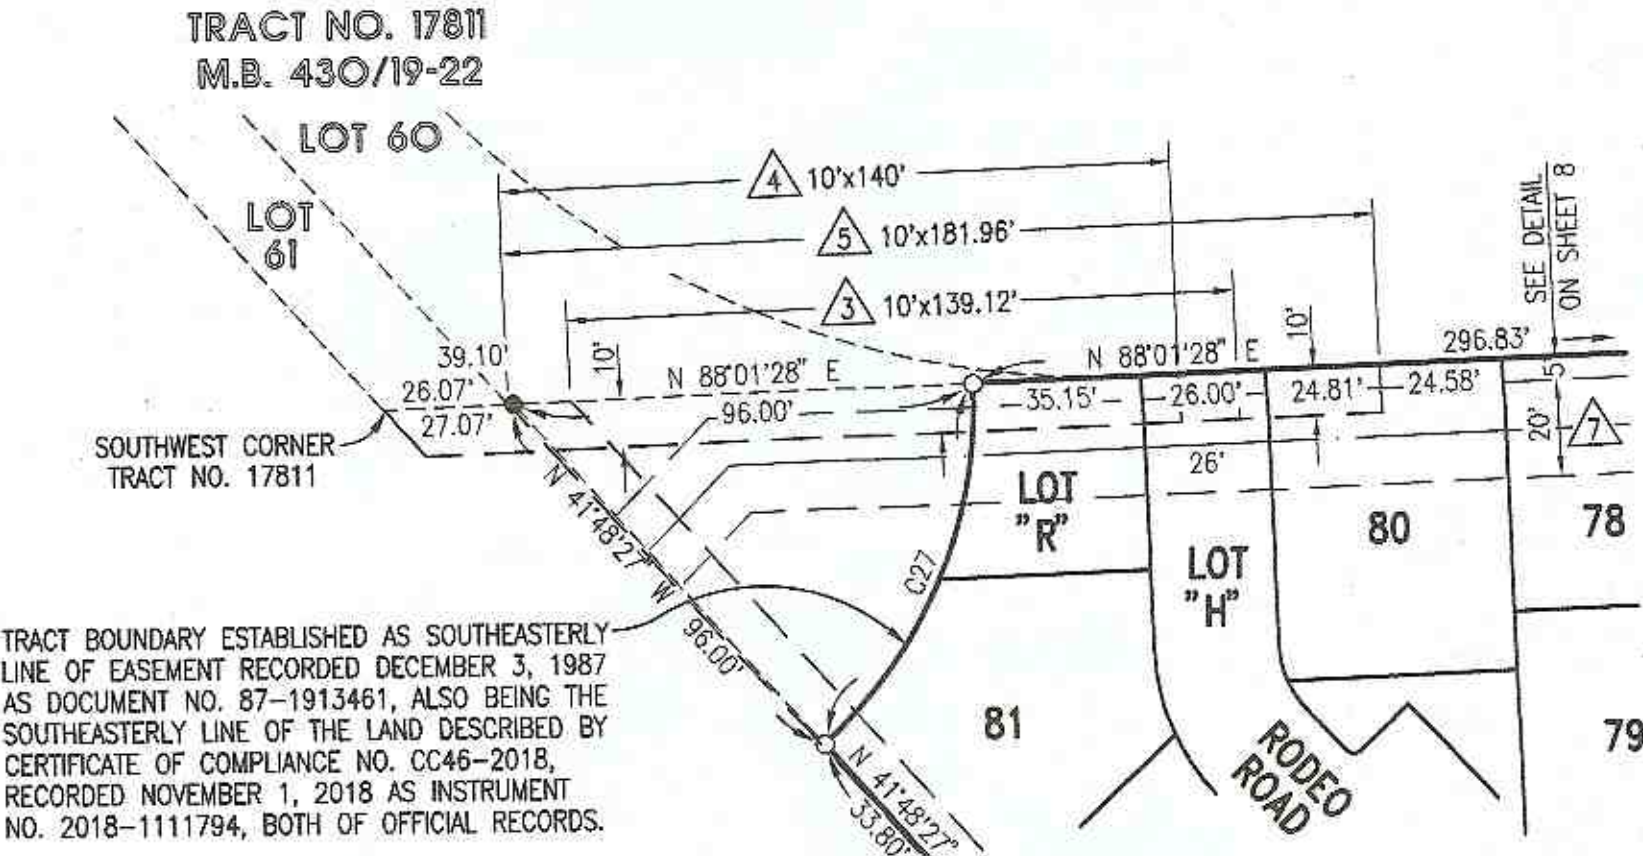 TRACT NO. 17811
M.B. 430/19-22
LOT 60
LOT
61
4 10'x140'
5 10'x181.96'
3 10'x139.12'
SEE DETAIL
ON SHEET 8
39.10'
26.07'
27.07'
10'
N 88°01'28" E
96.00'
N 88°01'28" E
10'
296.83'
35.15'
26.00'
24.81'
24.58'
5'
20'
7
26'
SOUTHWEST CORNER
TRACT NO. 17811
N 41°48'27" W
96.00'
C27
LOT
"R"
LOT
"H"
80
78
81
79
RODEO
ROAD
N 41°48'27"
33.80'
TRACT BOUNDARY ESTABLISHED AS SOUTHEASTERLY
LINE OF EASEMENT RECORDED DECEMBER 3, 1987
AS DOCUMENT NO. 87-1913461, ALSO BEING THE
SOUTHEASTERLY LINE OF THE LAND DESCRIBED BY
CERTIFICATE OF COMPLIANCE NO. CC46-2018,
RECORDED NOVEMBER 1, 2018 AS INSTRUMENT
NO. 2018-1111794, BOTH OF OFFICIAL RECORDS.